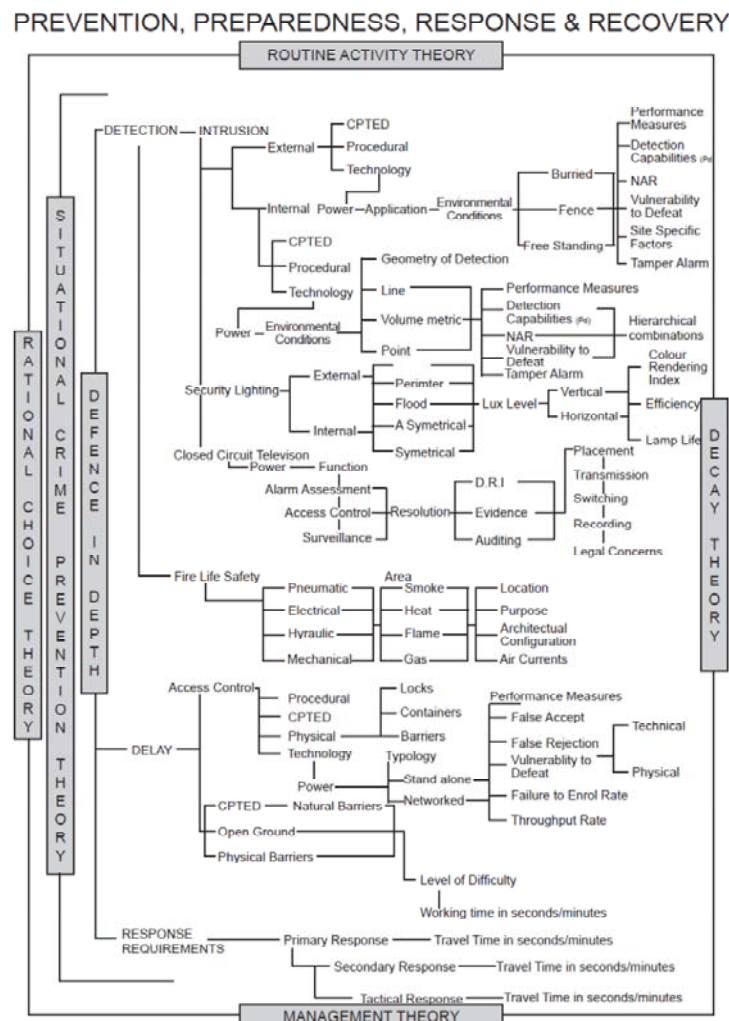 PREVENTION, PREPAREDNESS, RESPONSE & RECOVERY
ROUTINE ACTIVITY THEORY
RATIONAL CHOICE THEORY
SITUATIONAL CRIME PREVENTION THEORY
DEFENCE IN DEPTH
DECAY THEORY
DETECTION
INTRUSION
External
CPTED
Procedural
Technology
Internal
Power
Application
Environmental
Conditions
Burried
Fence
Free Standing
Performance
Measures
Detection
Capabilities (Pd)
NAR
Vulnerability
to Defeat
Site Specific
Factors
Tamper Alarm
CPTED
Procedural
Technology
Power
Environmental
Conditions
Geometry of Detection
Line
Volume metric
Point
Performance Measures
Detection
Capabilities (Pd)
NAR
Vulnerability to
Defeat
Tamper Alarm
Hierarchical
combinations
Security Lighting
External
Internal
Perimter
Flood
A Symetrical
Symetrical
Lux Level
Vertical
Horizontal
Colour
Rendering
Index
Efficiency
Lamp Life
Closed Circuit Televison
Power
Function
Alarm Assessment
Access Control
Surveillance
Resolution
D.R.I
Evidence
Auditing
Placement
Transmission
Switching
Recording
Legal Concerns
Fire Life Safety
Pneumatic
Electrical
Hyraulic
Mechanical
Area
Smoke
Heat
Flame
Gas
Location
Purpose
Architectual
Configuration
Air Currents
DELAY
Access Control
Procedural
CPTED
Physical
Technology
Locks
Containers
Barriers
Power
Typology
Stand alone
Networked
Performance Measures
False Accept
False Rejection
Vulnerablity to
Defeat
Failure to Enrol Rate
Throughput Rate
Technical
Physical
CPTED
Natural Barriers
Open Ground
Physical Barriers
Level of Difficulty
Working time in seconds/minutes
RESPONSE
REQUIREMENTS
Primary Response
Travel Time in seconds/minutes
Secondary Response
Travel Time in seconds/minutes
Tactical Response
Travel Time in seconds/minutes
MANAGEMENT THEORY